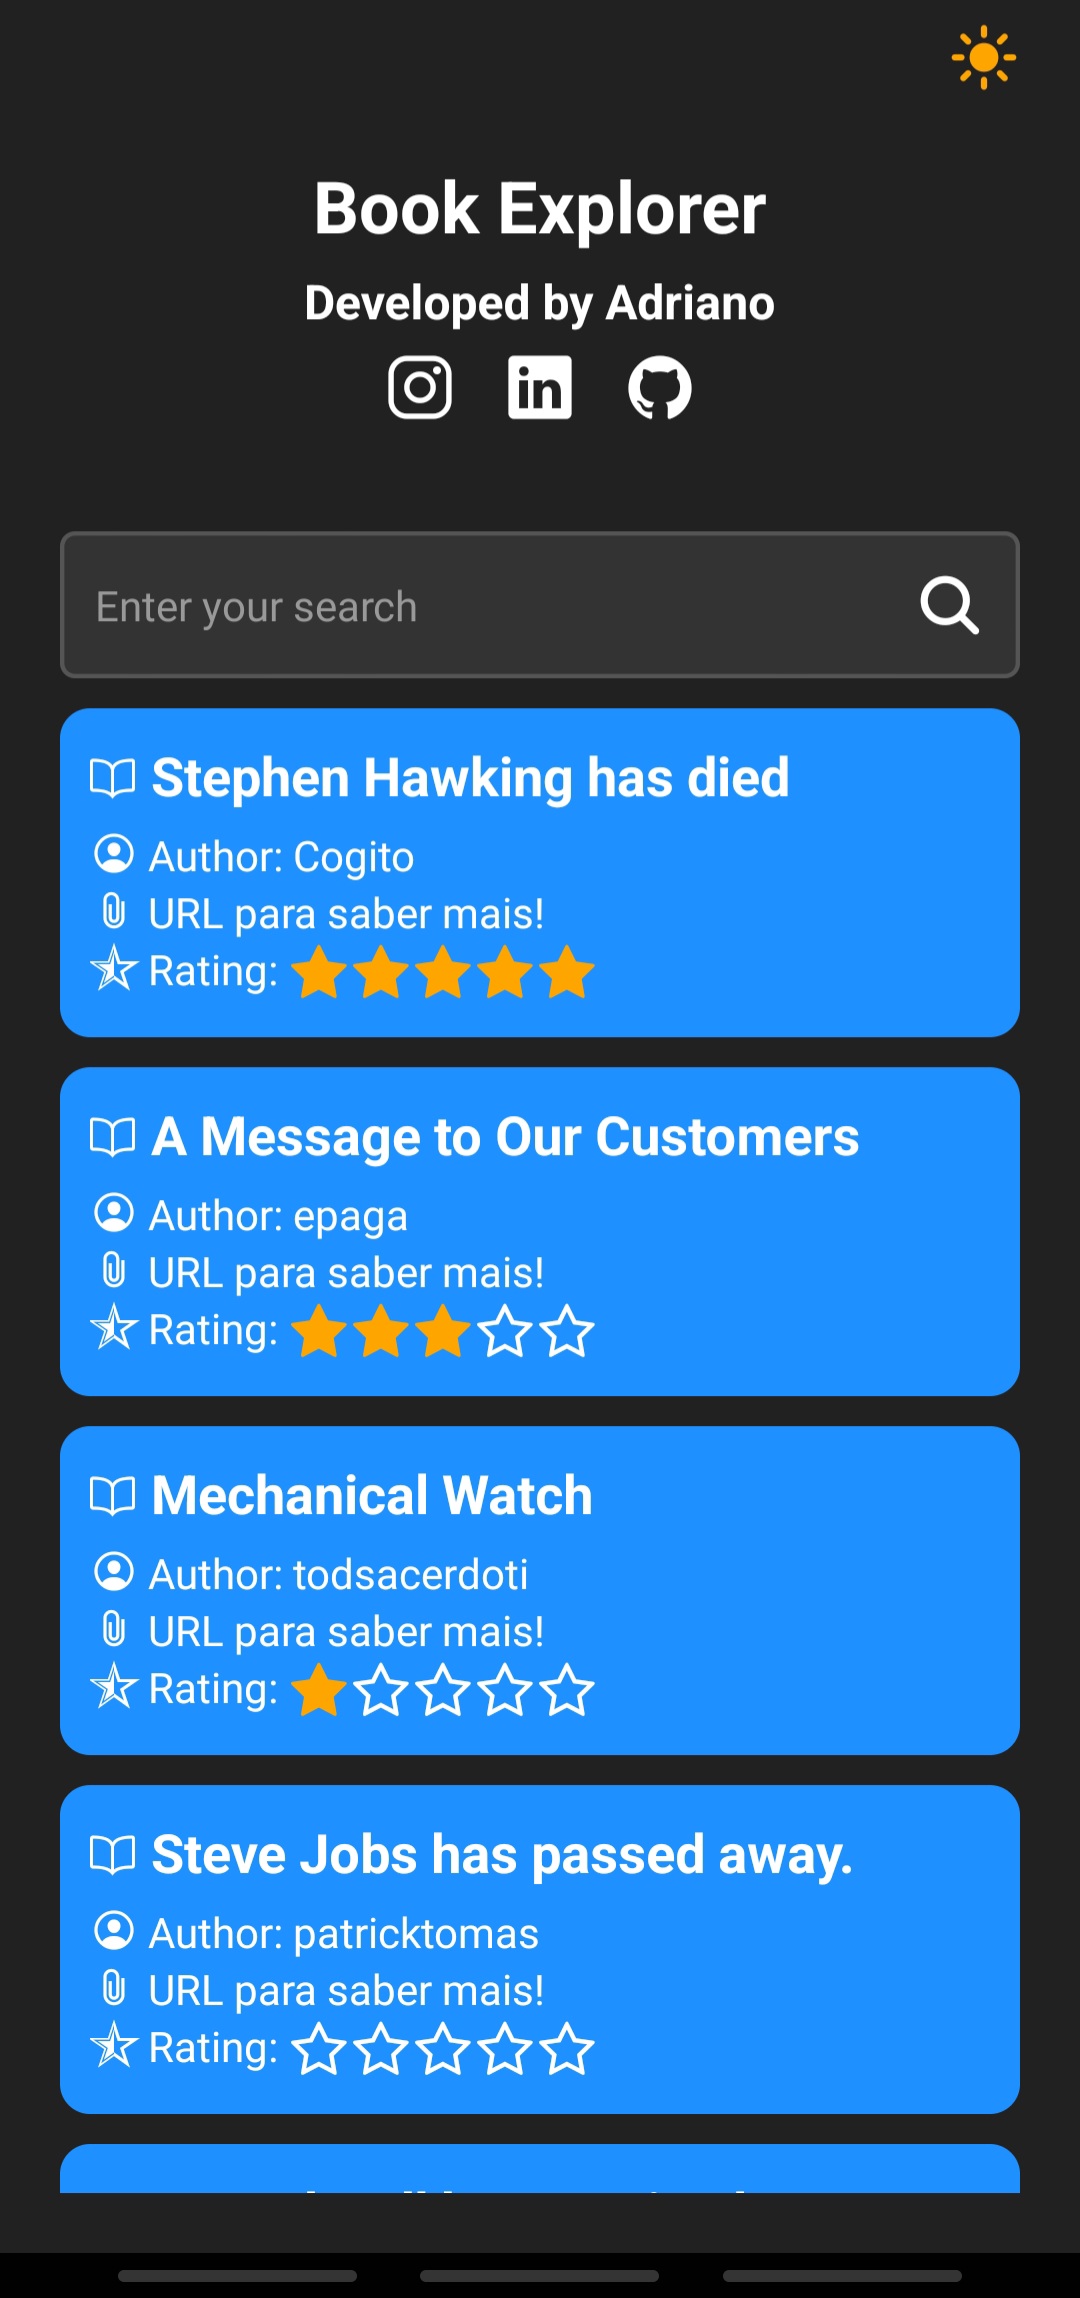 Book Explorer
Developed by Adriano
Enter your search
Stephen Hawking has died
Author: Cogito
URL para saber mais!
Rating:
A Message to Our Customers
Author: epaga
URL para saber mais!
Rating:
Mechanical Watch
Author: todsacerdoti
URL para saber mais!
Rating:
Steve Jobs has passed away.
Author: patricktomas
URL para saber mais!
Rating: